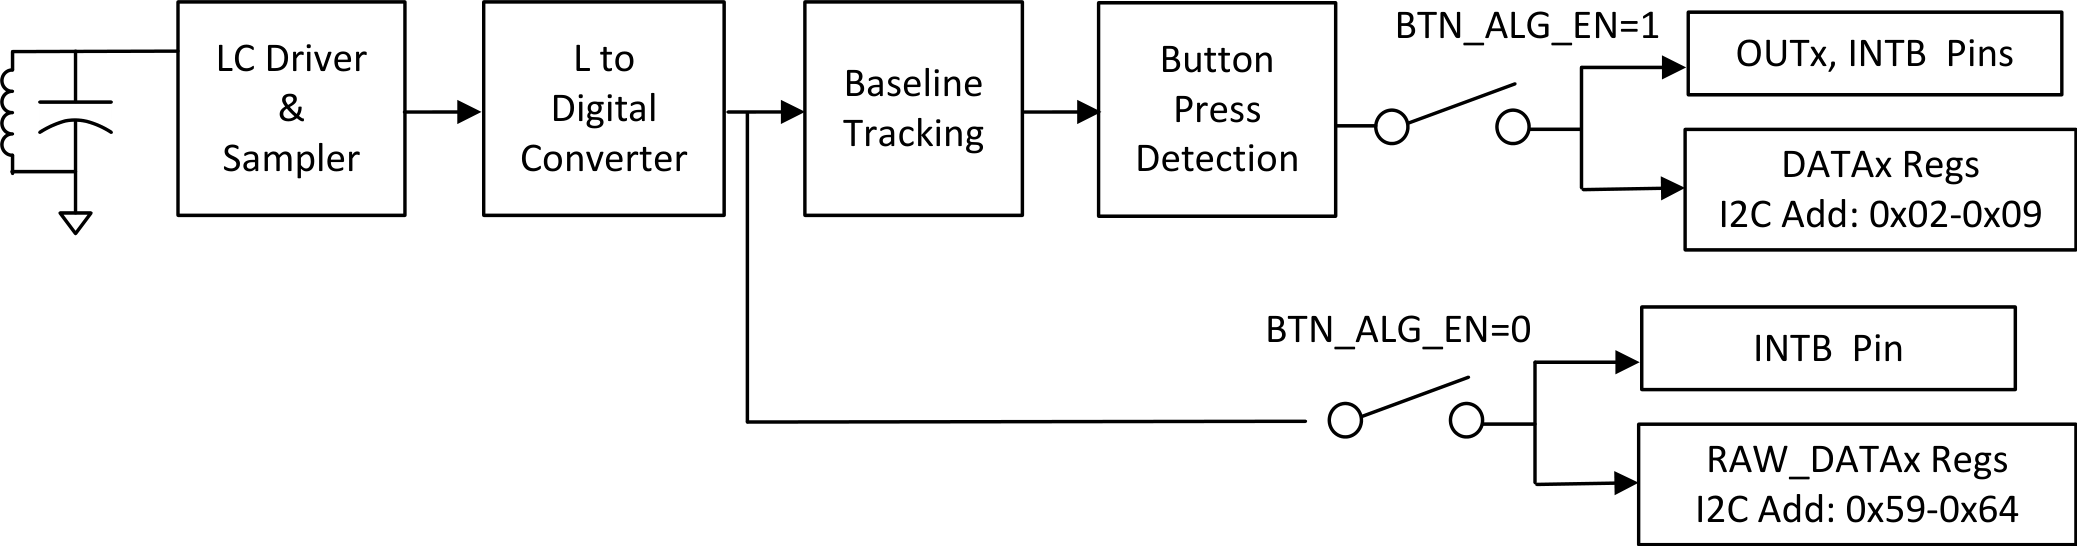 LC Driver
&
Sampler
L to
Digital
Converter
Baseline
Tracking
Button
Press
Detection
BTN_ALG_EN=1
OUTx, INTB Pins
DATAx Regs
I2C Add: 0x02-0x09
BTN_ALG_EN=0
INTB Pin
RAW_DATAx Regs
I2C Add: 0x59-0x64